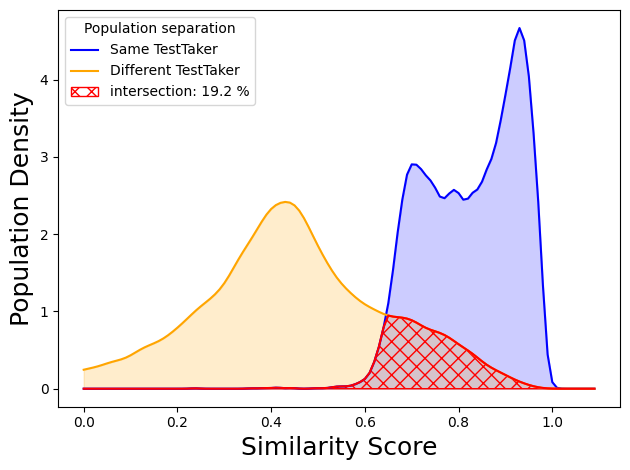 Population separation
Same TestTaker
Different TestTaker
intersection: 19.2 %
Population Density
4
3
2
1
0
0.0 0.2 0.4 0.6 0.8 1.0
Similarity Score